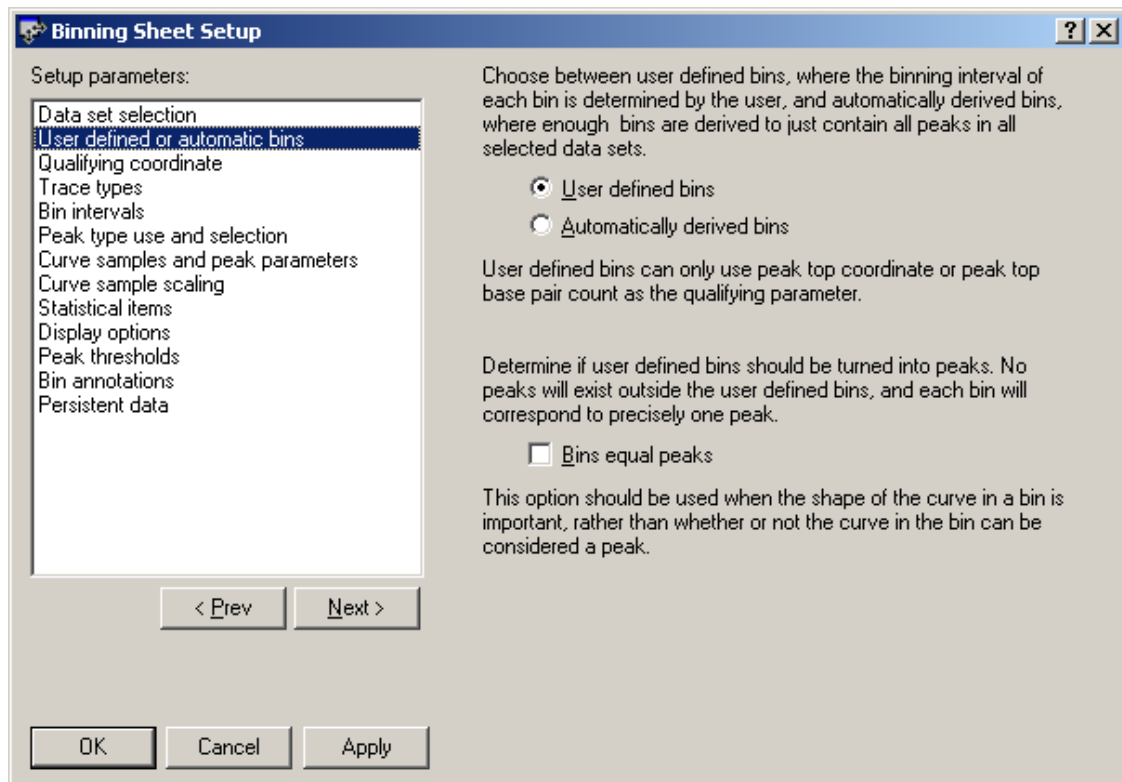 Binning Sheet Setup
Setup parameters:
Data set selection
User defined or automatic bins
Qualifying coordinate
Trace types
Bin intervals
Peak type use and selection
Curve samples and peak parameters
Curve sample scaling
Statistical items
Display options
Peak thresholds
Bin annotations
Persistent data
< Prev
Next >
Choose between user defined bins, where the binning interval of
each bin is determined by the user, and automatically derived bins,
where enough  bins are derived to just contain all peaks in all
selected data sets.
User defined bins
Automatically derived bins
User defined bins can only use peak top coordinate or peak top
base pair count as the qualifying parameter.
Determine if user defined bins should be turned into peaks. No
peaks will exist outside the user defined bins, and each bin will
correspond to precisely one peak.
Bins equal peaks
This option should be used when the shape of the curve in a bin is
important, rather than whether or not the curve in the bin can be
considered a peak.
OK
Cancel
Apply